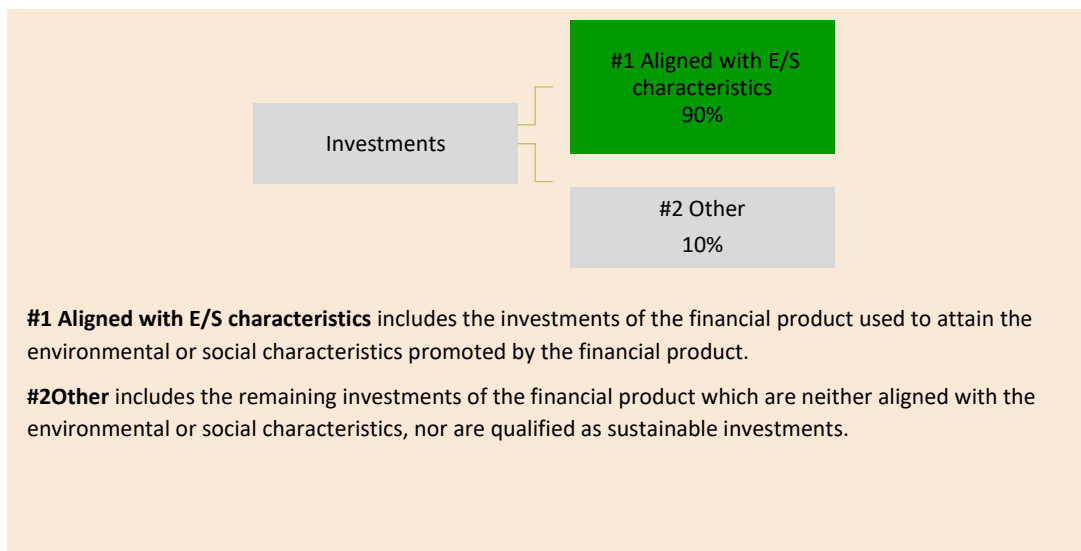 #1 Aligned with E/S
characteristics
90%
Investments
#2 Other
10%
#1 Aligned with E/S characteristics includes the investments of the financial product used to attain the
environmental or social characteristics promoted by the financial product.
#2Other includes the remaining investments of the financial product which are neither aligned with the
environmental or social characteristics, nor are qualified as sustainable investments.